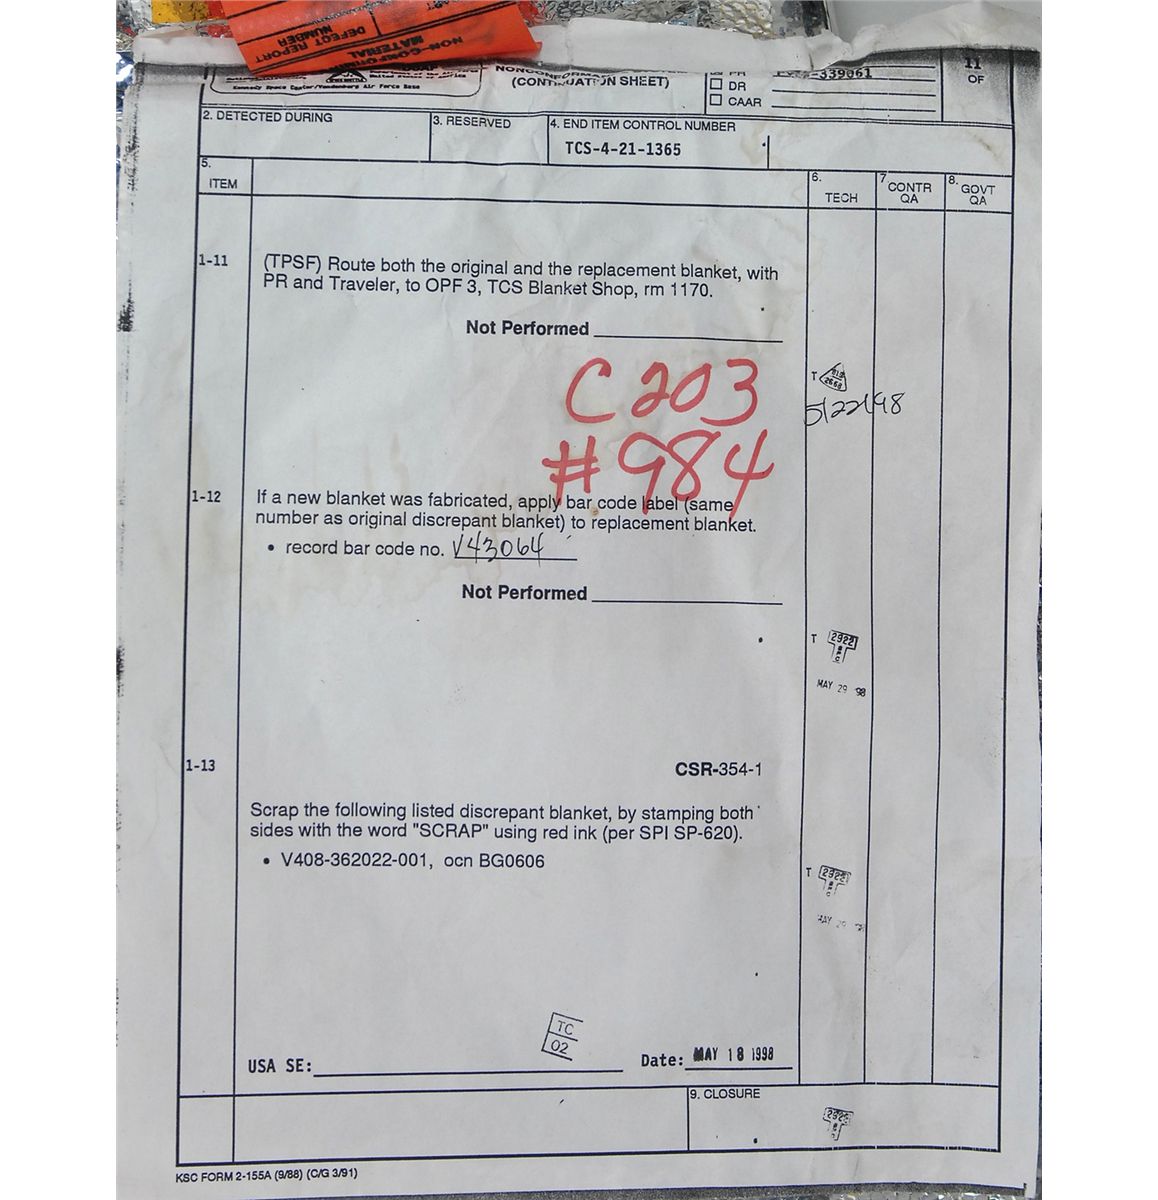 DEFECT REPORT
NUMBER
NON-CONFORMING
MATERIAL
Kennedy Space Center/Vandenburg Air Force Base
(CONTINUATION SHEET)
PR
339061
DR
CAAR
11
OF
2. DETECTED DURING
3. RESERVED
4. END ITEM CONTROL NUMBER
TCS-4-21-1365
5.
ITEM
6.
TECH
7.
CONTR
QA
8.
GOVT
QA
1-11
(TPSF) Route both the original and the replacement blanket, with
PR and Traveler, to OPF 3, TCS Blanket Shop, rm 1170.
Not Performed
C203
#984
T
2668
5/22/98
1-12
If a new blanket was fabricated, apply bar code label (same
number as original discrepant blanket) to replacement blanket.
• record bar code no. V43064
Not Performed
T 2922
MAY 29 98
1-13
CSR-354-1
Scrap the following listed discrepant blanket, by stamping both
sides with the word "SCRAP" using red ink (per SPI SP-620).
• V408-362022-001, ocn BG0606
T 2922
MAY 29
TC
02
USA SE:
Date: MAY 18 1998
9. CLOSURE
KSC FORM 2-155A (9/88) (C/G 3/91)